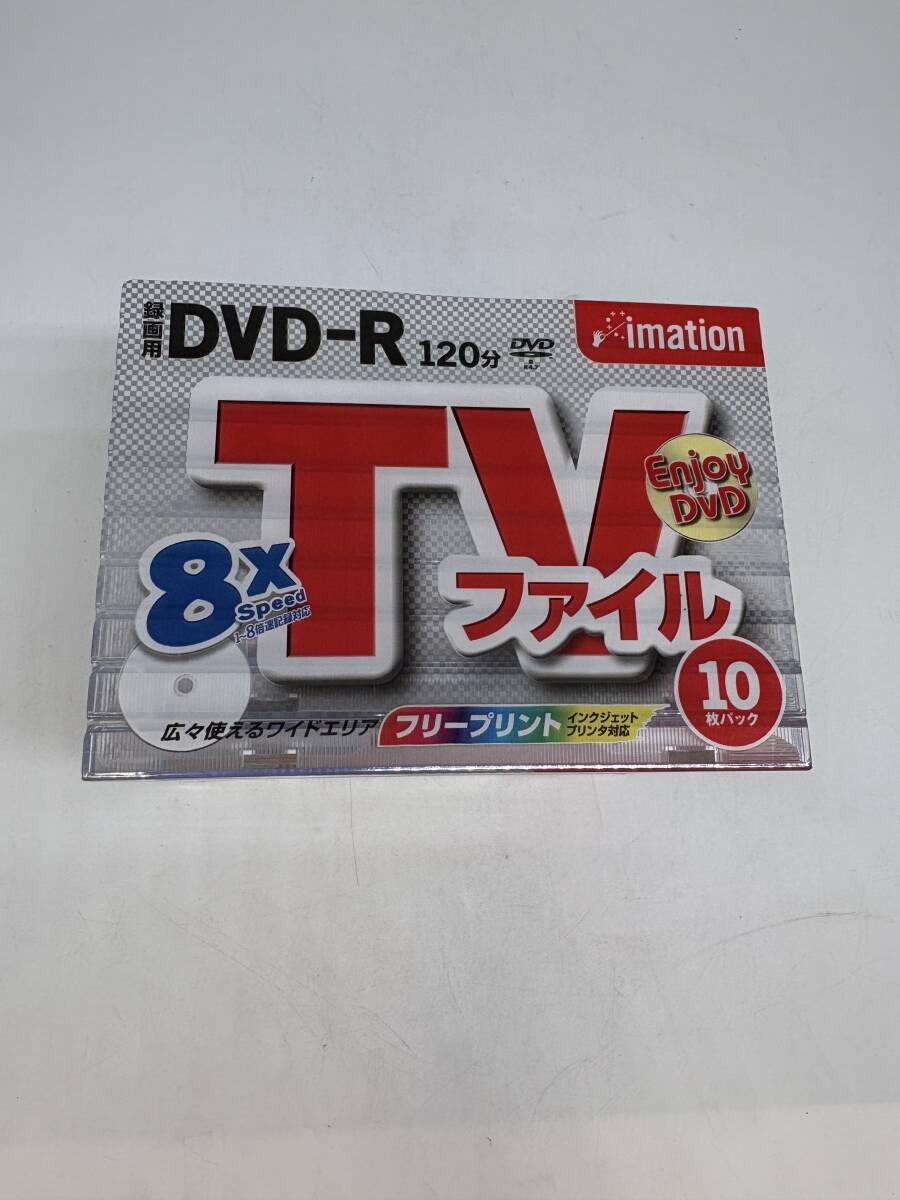 録画用 DVD-R 120分 DVD
R
R4.7
imation
TV
Enjoy
DVD
ファイル
8X
Speed
1~8倍速記録対応
広々使えるワイドエリア
フリープリント
インクジェット
プリンタ対応
10
枚パック